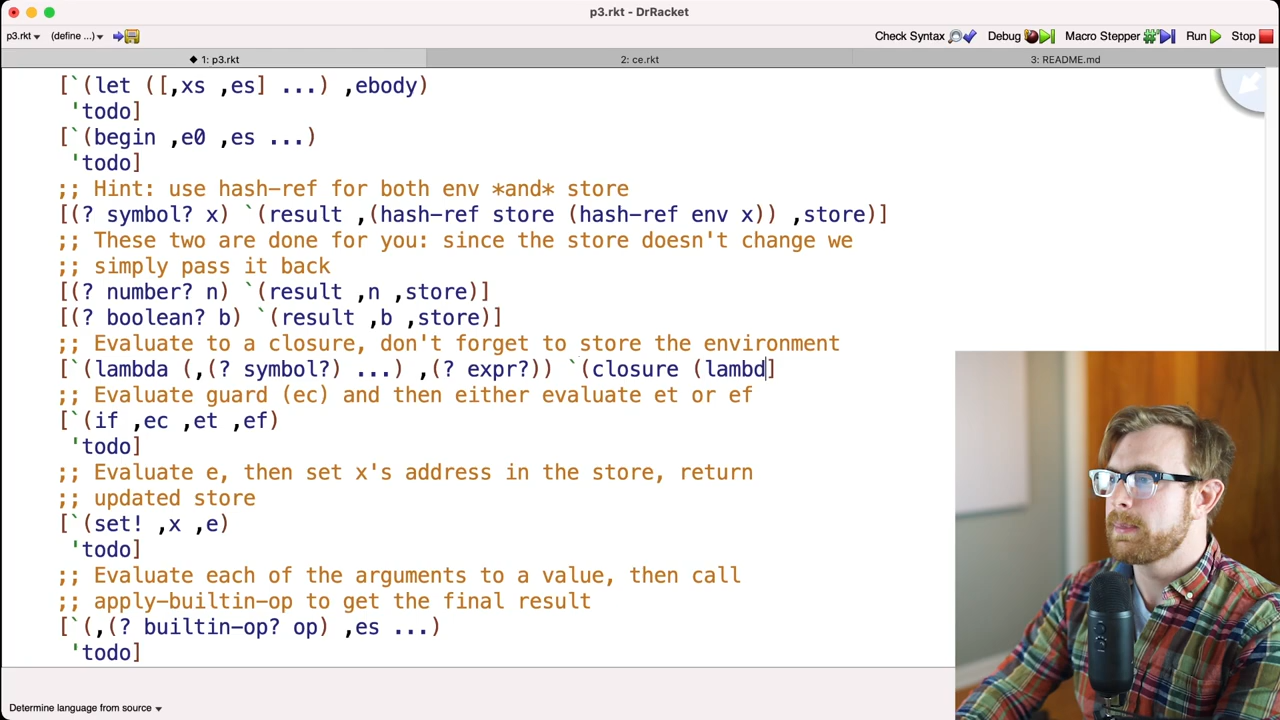 p3.rkt - DrRacket
p3.rkt (define ...) Check Syntax Debug Macro Stepper Run Stop
◆ 1: p3.rkt 2: ce.rkt 3: README.md
[`(let ([,xs ,es] ...) ,ebody)
'todo]
[`(begin ,e0 ,es ...)
'todo]
;; Hint: use hash-ref for both env *and* store
[(? symbol? x) `(result ,(hash-ref store (hash-ref env x)) ,store)]
;; These two are done for you: since the store doesn't change we
;; simply pass it back
[(? number? n) `(result ,n ,store)]
[(? boolean? b) `(result ,b ,store)]
;; Evaluate to a closure, don't forget to store the environment
[`(lambda (,(? symbol?) ...) ,(? expr?)) `(closure (lambd]
;; Evaluate guard (ec) and then either evaluate et or ef
[`(if ,ec ,et ,ef)
'todo]
;; Evaluate e, then set x's address in the store, return
;; updated store
[`(set! ,x ,e)
'todo]
;; Evaluate each of the arguments to a value, then call
;; apply-builtin-op to get the final result
[`(,(? builtin-op? op) ,es ...)
'todo]
Determine language from source